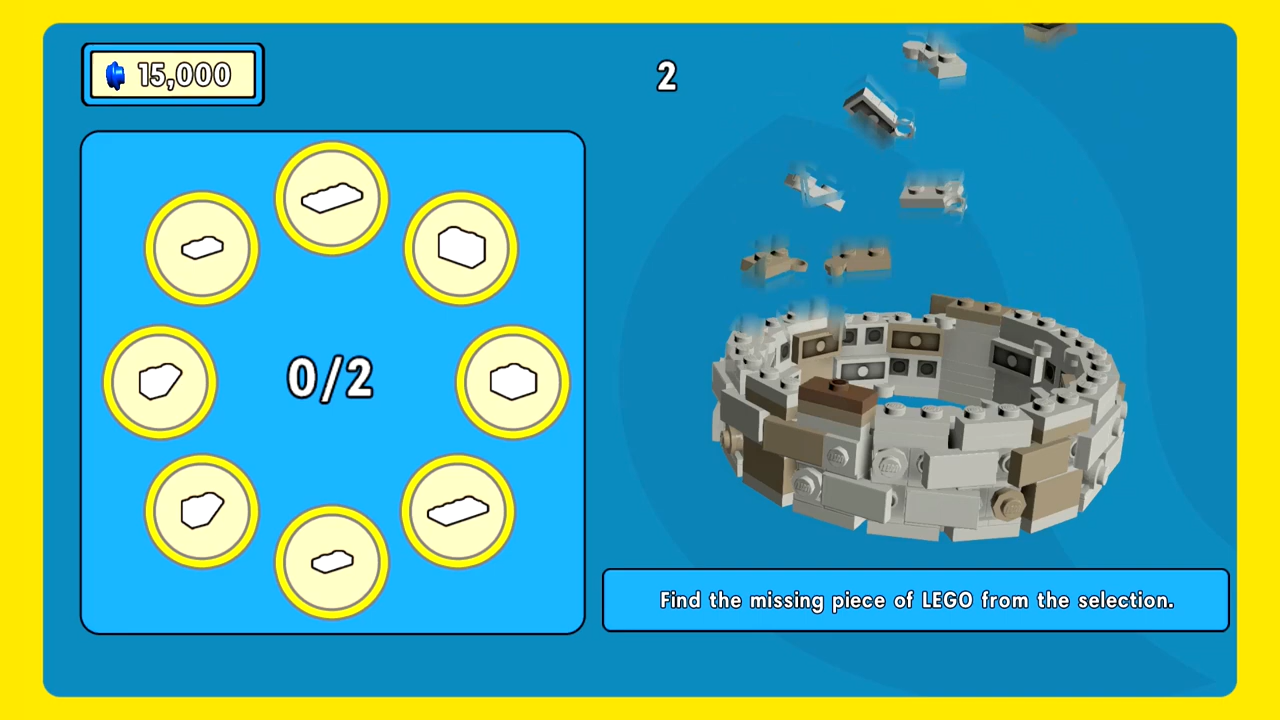 15,000
2
0/2
Find the missing piece of LEGO from the selection.